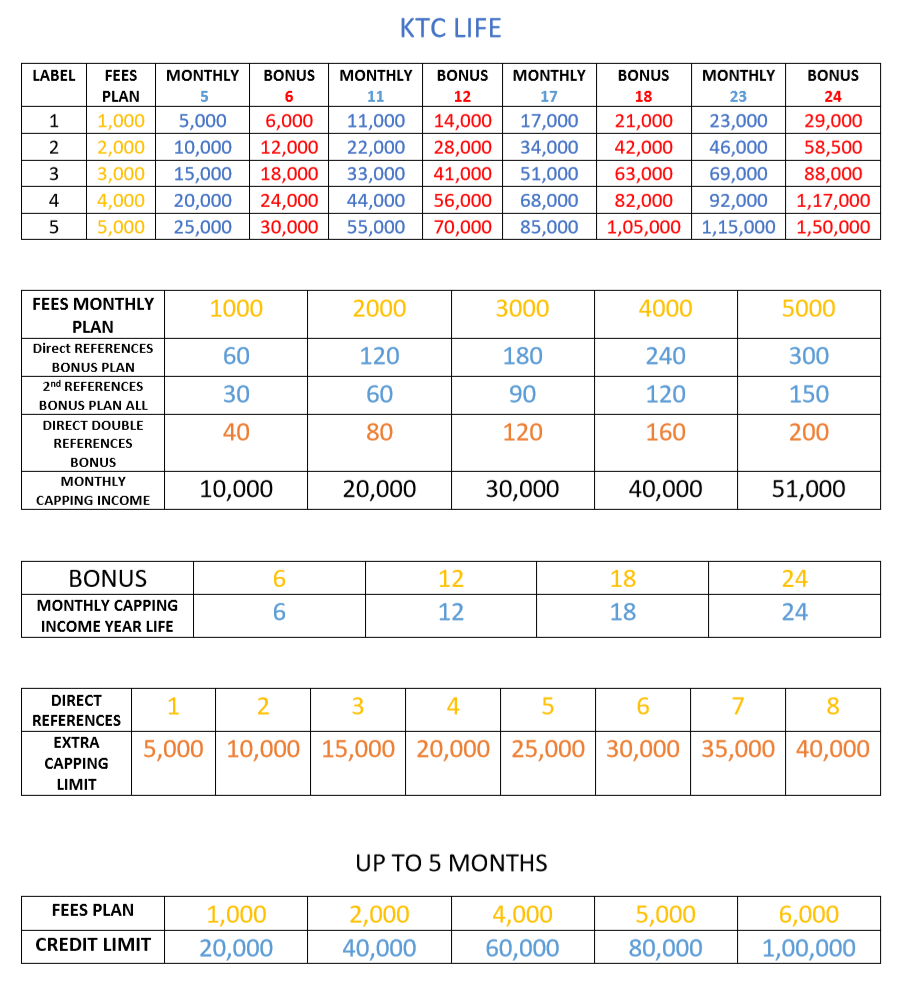 KTC LIFE
LABEL FEES PLAN MONTHLY 5 BONUS 6 MONTHLY 11 BONUS 12 MONTHLY 17 BONUS 18 MONTHLY 23 BONUS 24
1 1,000 5,000 6,000 11,000 14,000 17,000 21,000 23,000 29,000
2 2,000 10,000 12,000 22,000 28,000 34,000 42,000 46,000 58,500
3 3,000 15,000 18,000 33,000 41,000 51,000 63,000 69,000 88,000
4 4,000 20,000 24,000 44,000 56,000 68,000 82,000 92,000 1,17,000
5 5,000 25,000 30,000 55,000 70,000 85,000 1,05,000 1,15,000 1,50,000
FEES MONTHLY PLAN 1000 2000 3000 4000 5000
Direct REFERENCES BONUS PLAN 60 120 180 240 300
2nd REFERENCES BONUS PLAN ALL 30 60 90 120 150
DIRECT DOUBLE REFERENCES BONUS 40 80 120 160 200
MONTHLY CAPPING INCOME 10,000 20,000 30,000 40,000 51,000
BONUS 6 12 18 24
MONTHLY CAPPING INCOME YEAR LIFE 6 12 18 24
DIRECT REFERENCES 1 2 3 4 5 6 7 8
EXTRA CAPPING LIMIT 5,000 10,000 15,000 20,000 25,000 30,000 35,000 40,000
UP TO 5 MONTHS
FEES PLAN 1,000 2,000 4,000 5,000 6,000
CREDIT LIMIT 20,000 40,000 60,000 80,000 1,00,000